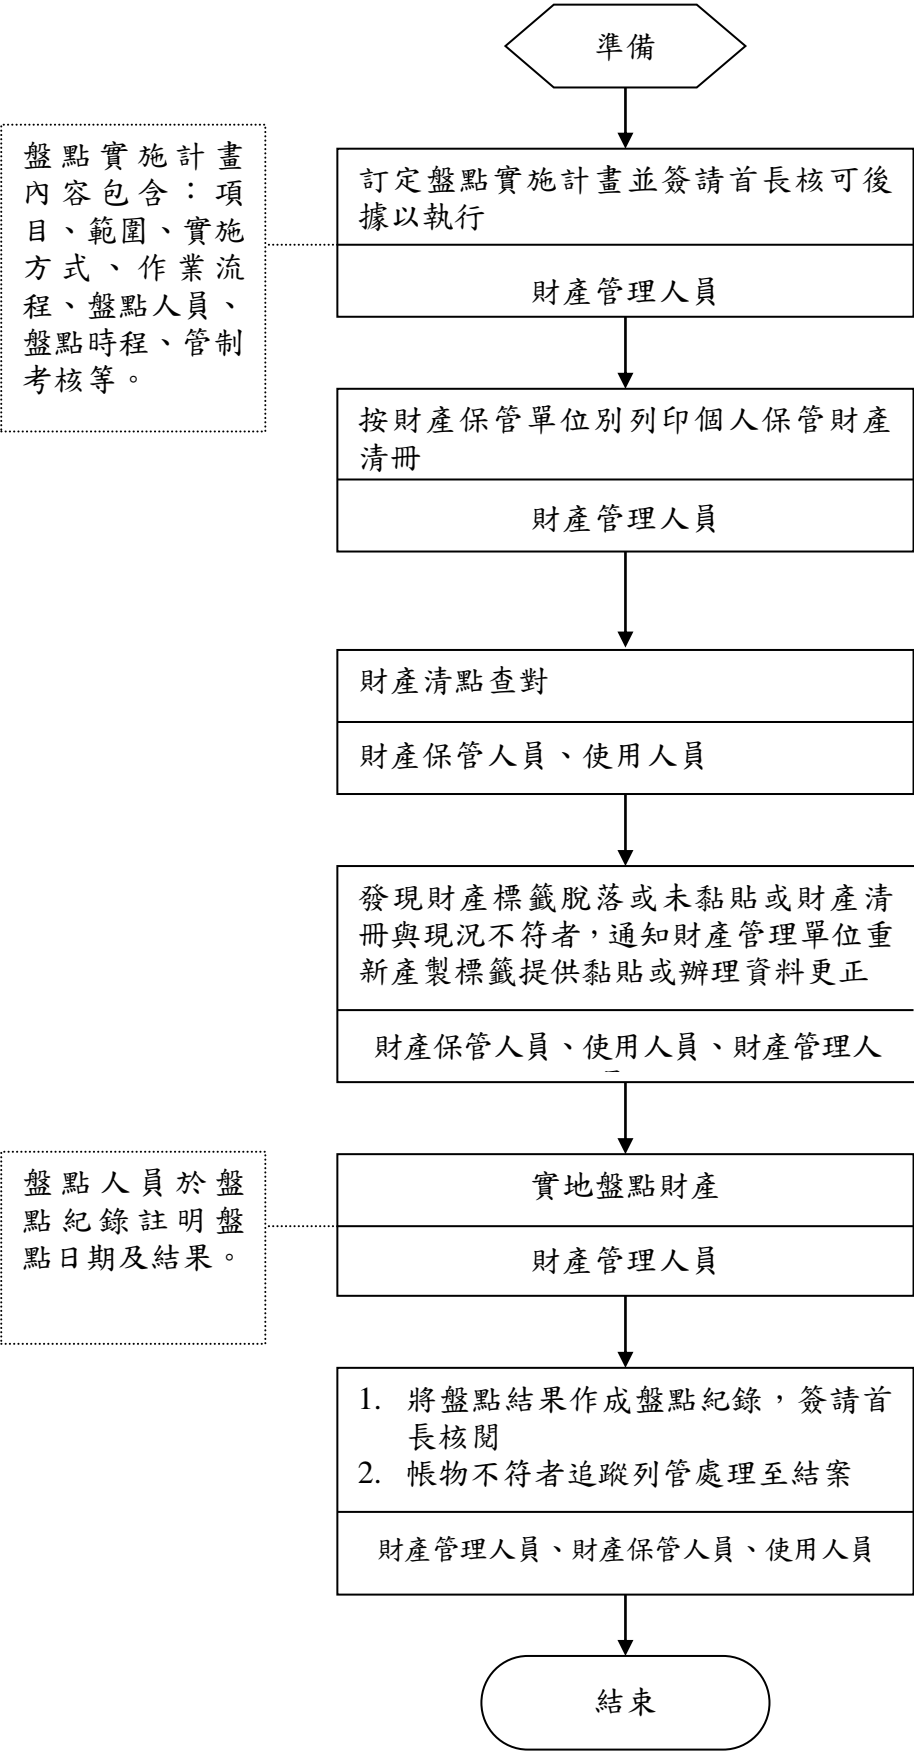 準備
盤點實施計畫
內容包含：項
目、範圍、實施
方式、作業流
程、盤點人員、
盤點時程、管制
考核等。
訂定盤點實施計畫並簽請首長核可後
據以執行
財產管理人員
按財產保管單位別列印個人保管財產
清冊
財產管理人員
財產清點查對
財產保管人員、使用人員
發現財產標籤脫落或未黏貼或財產清
冊與現況不符者，通知財產管理單位重
新產製標籤提供黏貼或辦理資料更正
財產保管人員、使用人員、財產管理人
盤點人員於盤
點紀錄註明盤
點日期及結果。
實地盤點財產
財產管理人員
1. 將盤點結果作成盤點紀錄，簽請首
長核閱
2. 帳物不符者追蹤列管處理至結案
財產管理人員、財產保管人員、使用人員
結束